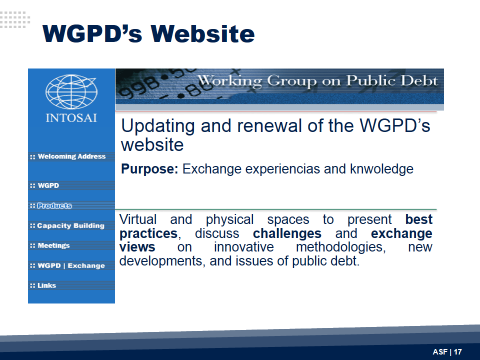 WGPD's Website
Working Group on Public Debt
INTOSAI
:: Welcoming Address
:: WGPD
:: Products
:: Capacity Building
:: Meetings
:: WGPD | Exchange
:: Links
Updating and renewal of the WGPD's
website
Purpose: Exchange experiencias and knwoledge
Virtual and physical spaces to present best
practices, discuss challenges and exchange
views on innovative methodologies, new
developments, and issues of public debt.
ASF | 17